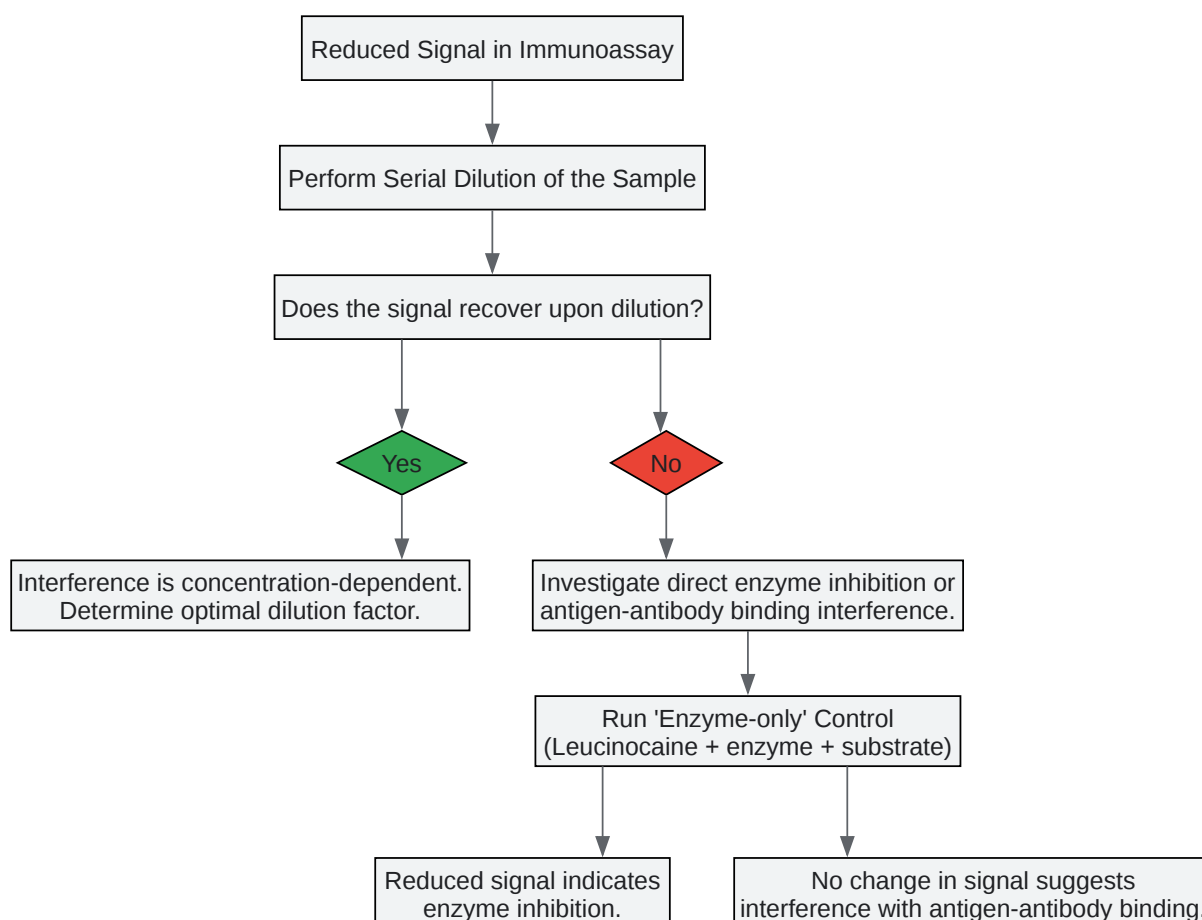 Reduced Signal in Immunoassay
Perform Serial Dilution of the Sample
Does the signal recover upon dilution?
Yes
No
Interference is concentration-dependent.
Determine optimal dilution factor.
Investigate direct enzyme inhibition or
antigen-antibody binding interference.
Run 'Enzyme-only' Control
(Leucinocaine + enzyme + substrate)
Reduced signal indicates
enzyme inhibition.
No change in signal suggests
interference with antigen-antibody binding.